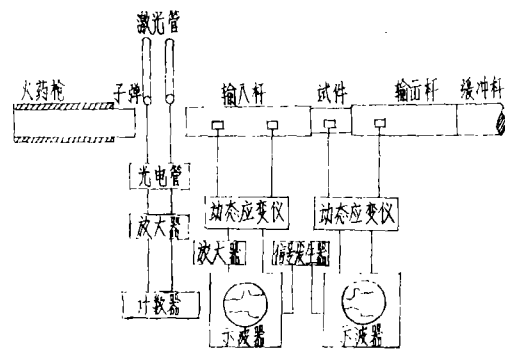 激光管
火药枪
子弹
输入杆
试件
输出杆
缓冲杆
光电管
动态应变仪
动态应变仪
放大器
放大器
信号发生器
计数器
示波器
示波器